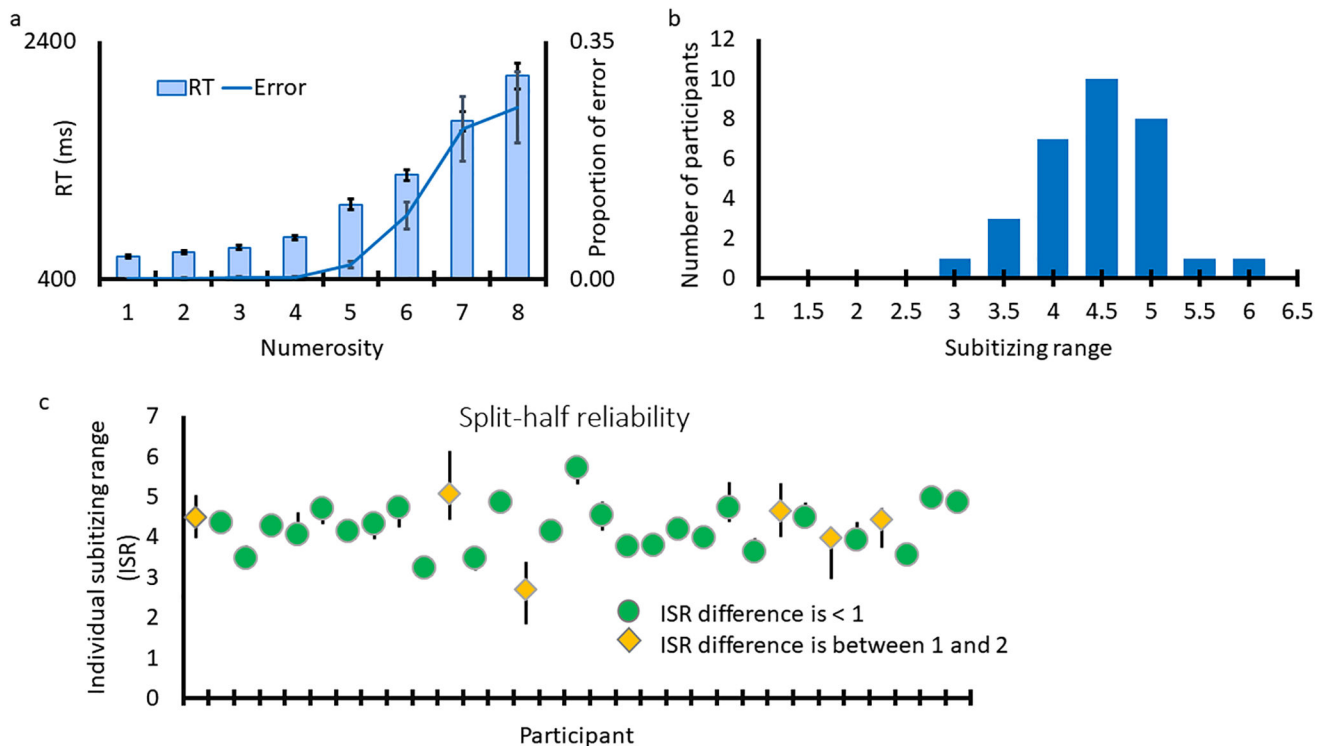 a
2400
0.35
RT
Error
RT (ms)
Proportion of error
400
0.00
1 2 3 4 5 6 7 8
Numerosity
b
12
10
8
6
4
2
0
Number of participants
1 1.5 2 2.5 3 3.5 4 4.5 5 5.5 6 6.5
Subitizing range
c
Split-half reliability
7
6
5
4
3
2
1
0
Individual subitizing range
(ISR)
ISR difference is < 1
ISR difference is between 1 and 2
Participant